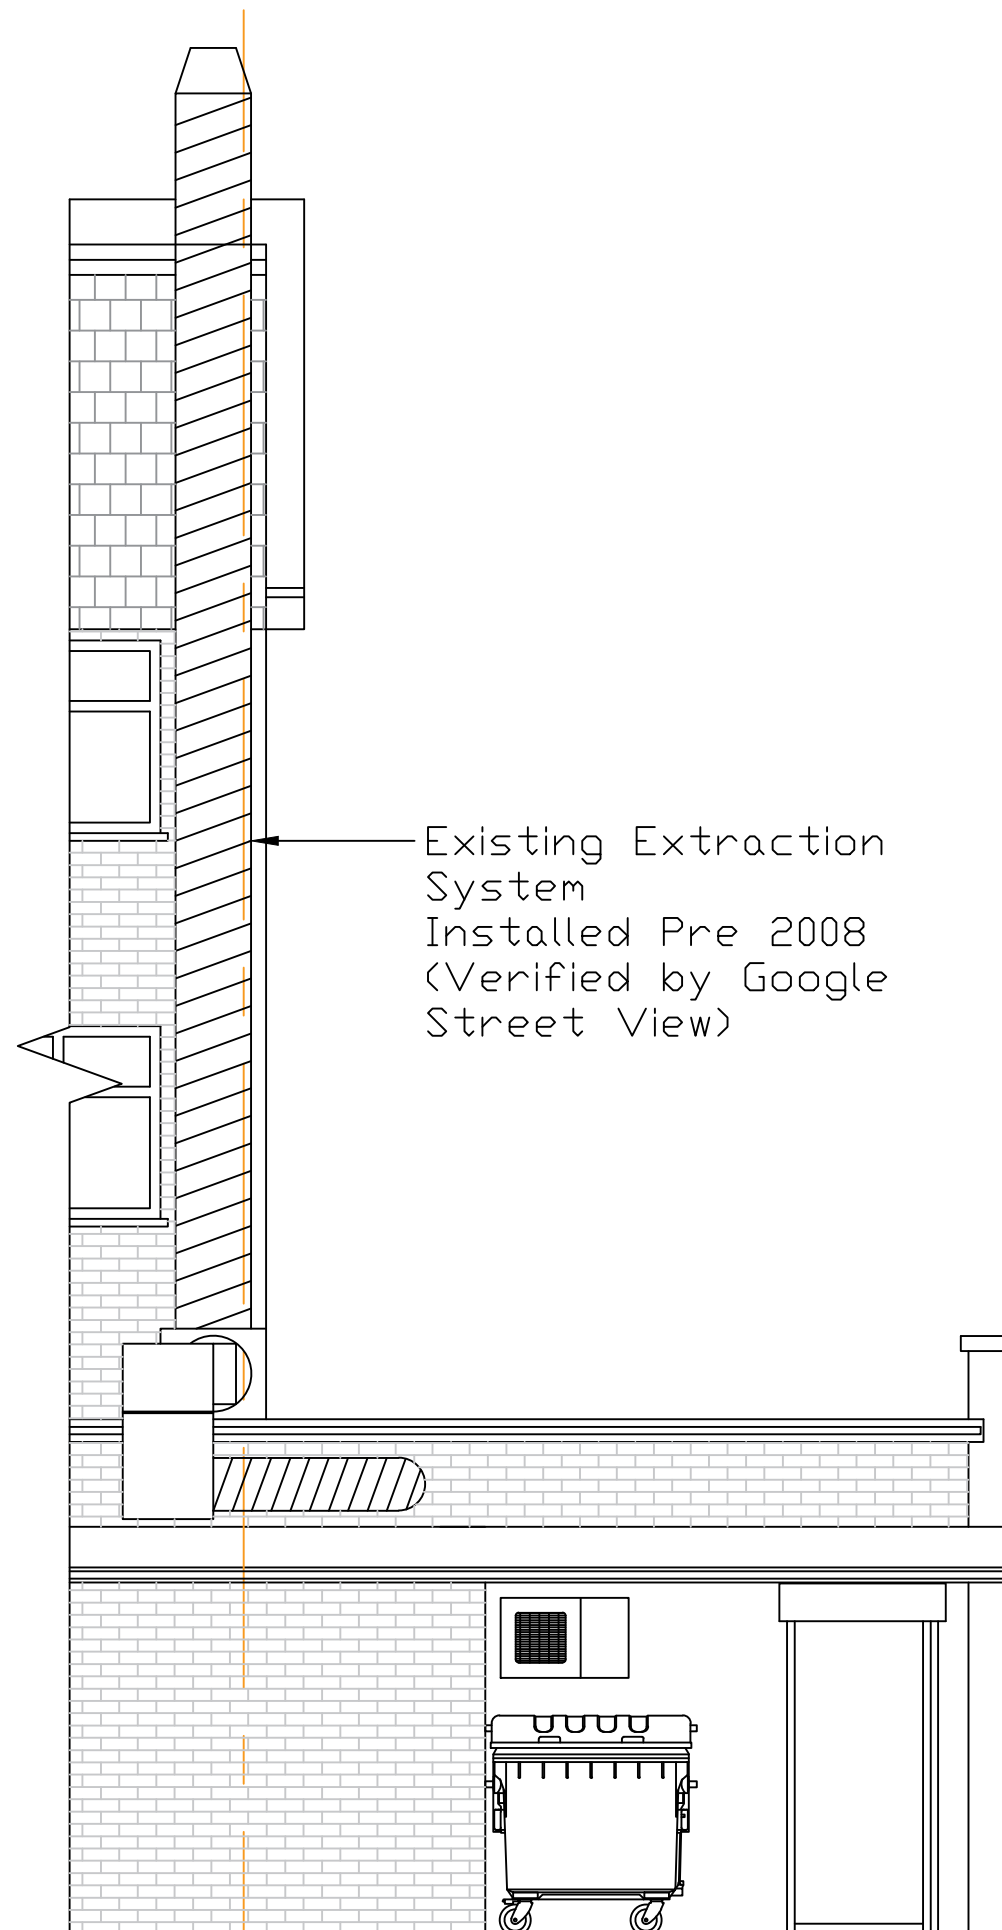 Existing Extraction
System
Installed Pre 2008
(Verified by Google
Street View)